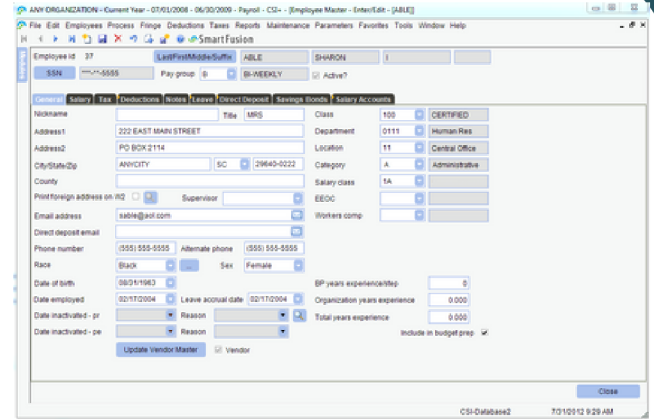 ANY ORGANIZATION - Current Year - 07/01/2008 - 06/30/2009 - Payroll - CSI+ - [Employee Master - Enter/Edit - [ABLE]]
File Edit Employees Process Fringe Deductions Taxes Reports Maintenance Parameters Favorites Tools Window Help
SmartFusion
Employee id 37 Last/First/Middle/Suffix ABLE SHARON I
SSN ***-**-5555 Pay group B BI-WEEKLY Active?
General Salary Tax *Deductions Notes *Leave *Direct Deposit Savings Bonds *Salary Accounts
Nickname Title MRS Class 100 CERTIFIED
Address1 222 EAST MAIN STREET Department 0111 Human Res
Address2 PO BOX 2114 Location 11 Central Office
City/State/Zip ANYCITY SC 29640-0222 Category A Administrative
County Salary class 1A
Print foreign address on W2 Supervisor EEOC
Email address sable@aol.com Workers comp
Direct deposit email
Phone number (555) 555-5555 Alternate phone (555) 555-5555
Race Black ... Sex Female
Date of birth 08/31/1963 BP years experience/step 0
Date employed 02/17/2004 Leave accrual date 02/17/2004 Organization years experience 0.000
Date inactivated - pr Reason Total years experience 0.000
Date inactivated - pe Reason Include in budget prep
Update Vendor Master Vendor
Close
CSI-Database2 7/31/2012 9:29 AM